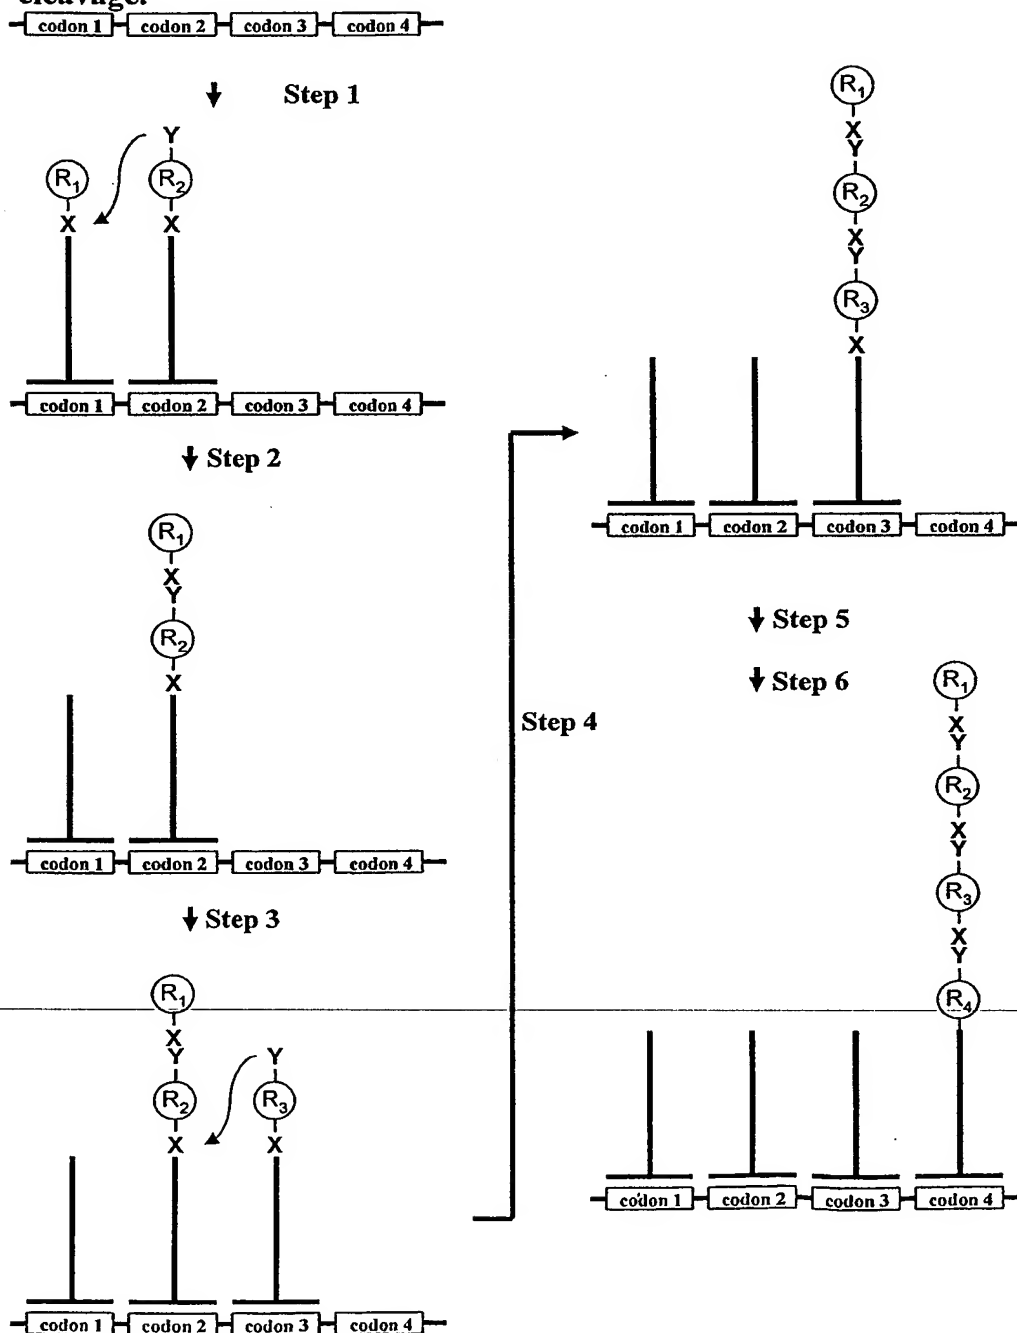 cleavage.
codon 1 codon 2 codon 3 codon 4
Step 1
Y
R1 R2
X X
codon 1 codon 2 codon 3 codon 4
Step 2
R1
X
Y
R2
X
codon 1 codon 2 codon 3 codon 4
Step 3
R1
X
Y Y
R2 R3
X X
codon 1 codon 2 codon 3 codon 4
Step 4
R1
X
Y
R2
X
Y
R3
X
codon 1 codon 2 codon 3 codon 4
Step 5
Step 6
R1
X
Y
R2
X
Y
R3
X
Y
R4
codon 1 codon 2 codon 3 codon 4